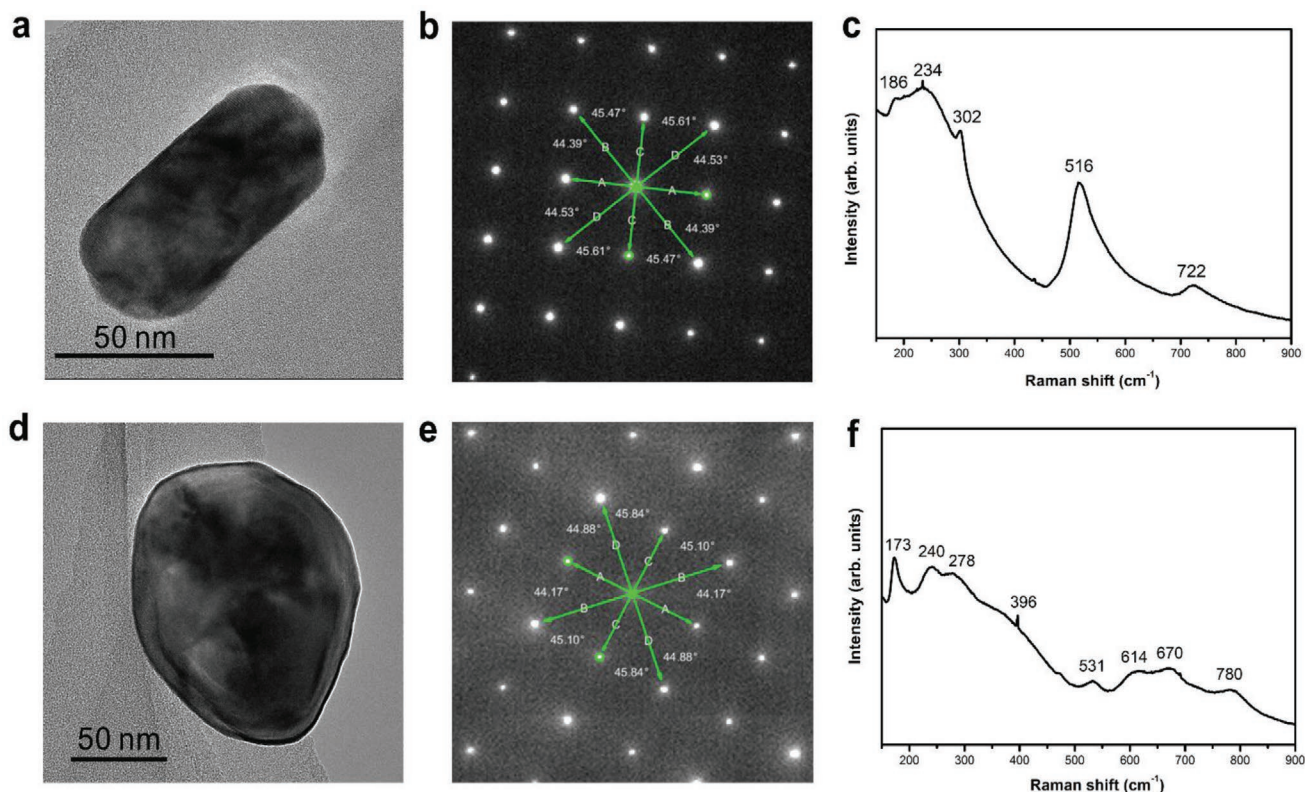 a
50 nm
b
45.47°
45.61°
44.39°
B
C
D
44.53°
A
A
44.53°
D
C
B
44.39°
45.61°
45.47°
c
Intensity (arb. units)
186
234
302
516
722
200 300 400 500 600 700 800 900
Raman shift (cm⁻¹)
d
50 nm
e
45.84°
44.88°
45.10°
D
C
B
44.17°
A
44.17°
B
A
C
D
45.10°
44.88°
45.84°
f
Intensity (arb. units)
173
240
278
396
531
614
670
780
200 300 400 500 600 700 800 900
Raman shift (cm⁻¹)